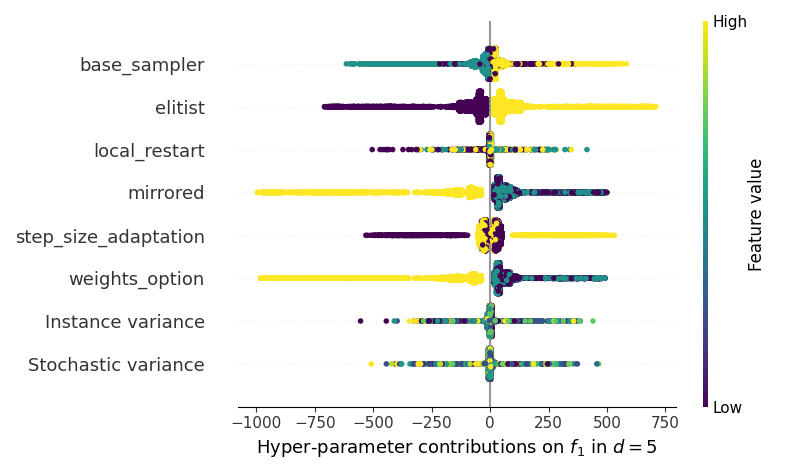 High
base_sampler
elitist
local_restart
mirrored
step_size_adaptation
weights_option
Instance variance
Stochastic variance
Feature value
Low
−1000 −750 −500 −250 0 250 500 750
Hyper-parameter contributions on f₁ in d = 5